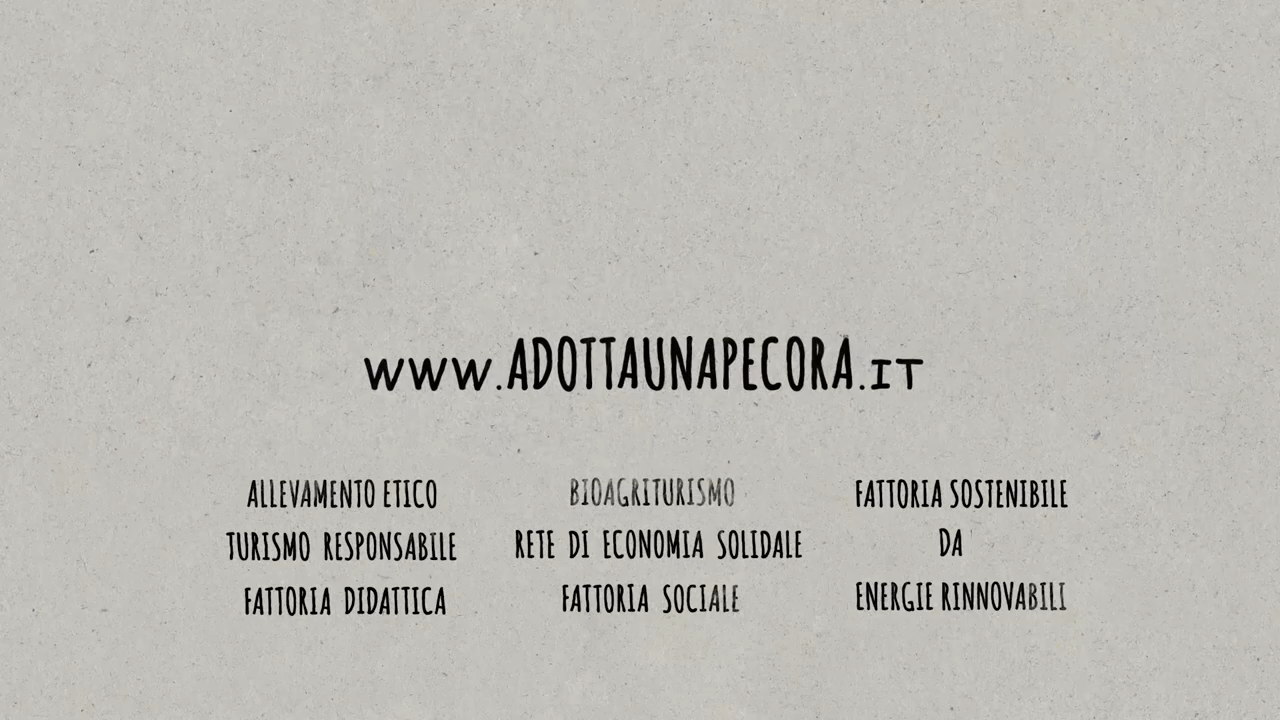 www.ADOTTAUNAPECORA.IT
ALLEVAMENTO ETICO
TURISMO RESPONSABILE
FATTORIA DIDATTICA
BIOAGRITURISMO
RETE DI ECONOMIA SOLIDALE
FATTORIA SOCIALE
FATTORIA SOSTENIBILE
DA
ENERGIE RINNOVABILI